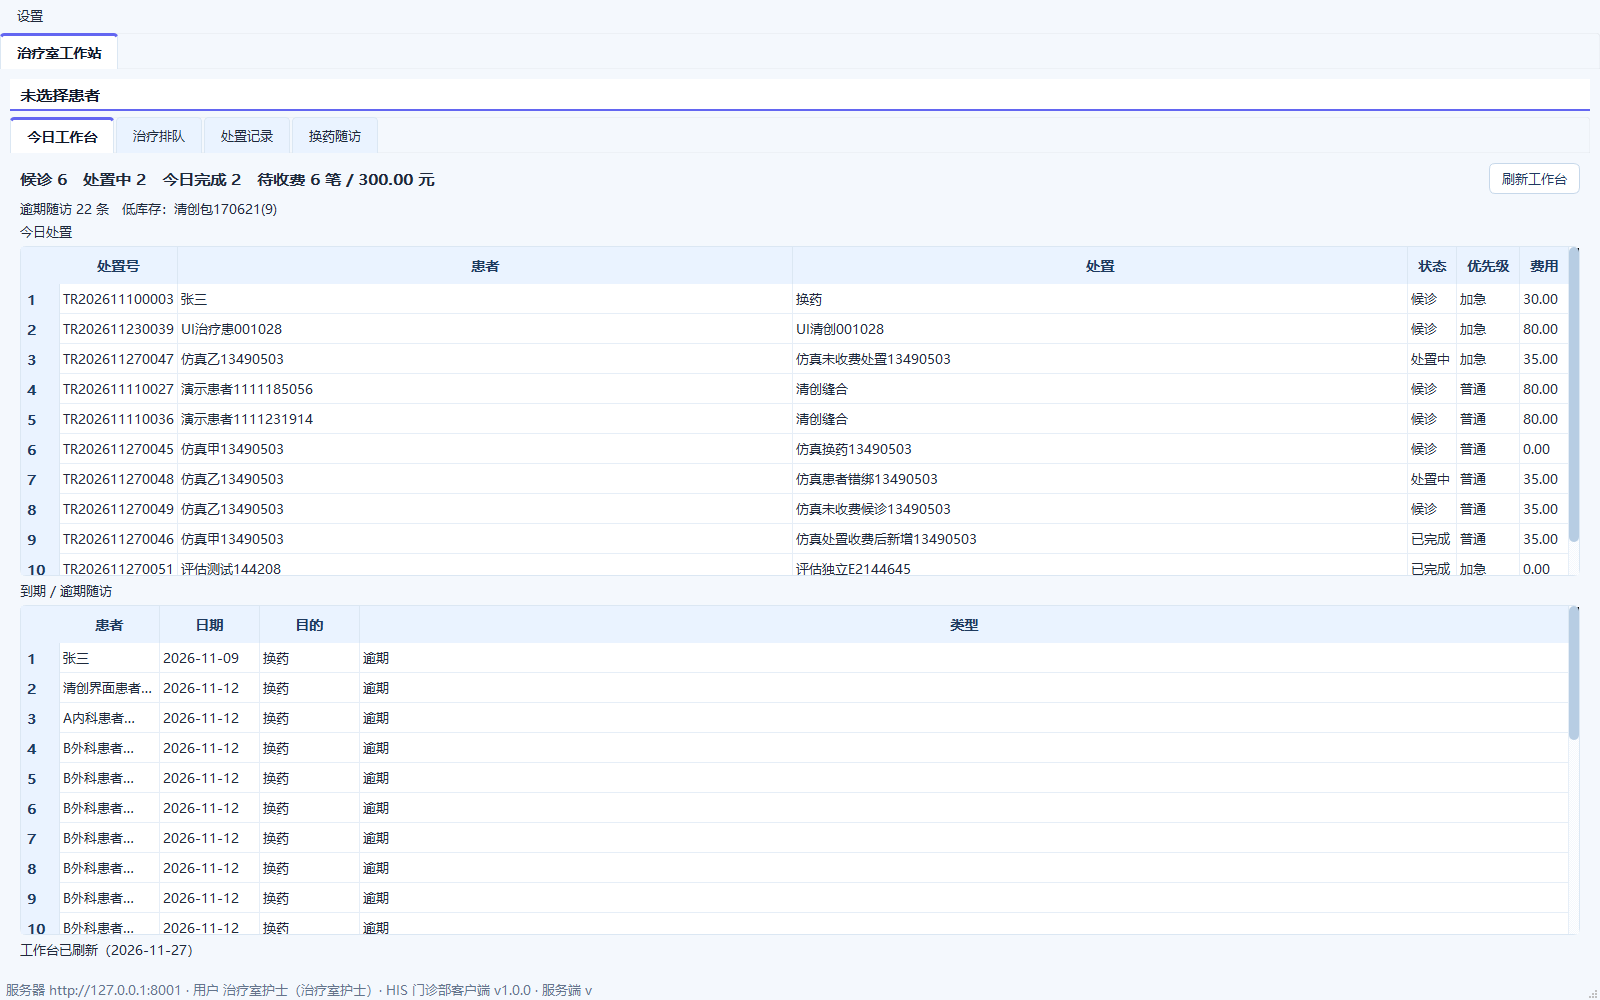 设置
治疗室工作站
未选择患者
今日工作台 治疗排队 处置记录 换药随访
候诊 6 处置中 2 今日完成 2 待收费 6 笔 / 300.00 元 刷新工作台
逾期随访 22 条 低库存：清创包170621(9)
今日处置
处置号 患者 处置 状态 优先级 费用
1 TR202611100003 张三 换药 候诊 加急 30.00
2 TR202611230039 UI治疗患001028 UI清创001028 候诊 加急 80.00
3 TR202611270047 仿真乙13490503 仿真未收费处置13490503 处置中 加急 35.00
4 TR202611110027 演示患者1111185056 清创缝合 候诊 普通 80.00
5 TR202611110036 演示患者1111231914 清创缝合 候诊 普通 80.00
6 TR202611270045 仿真甲13490503 仿真换药13490503 候诊 普通 0.00
7 TR202611270048 仿真乙13490503 仿真患者错绑13490503 处置中 普通 35.00
8 TR202611270049 仿真乙13490503 仿真未收费候诊13490503 候诊 普通 35.00
9 TR202611270046 仿真甲13490503 仿真处置收费后新增13490503 已完成 普通 35.00
10 TR202611270051 评估测试144208 评估独立E2144645 已完成 加急 0.00
到期 / 逾期随访
患者 日期 目的 类型
1 张三 2026-11-09 换药 逾期
2 清创界面患者... 2026-11-12 换药 逾期
3 A内科患者... 2026-11-12 换药 逾期
4 B外科患者... 2026-11-12 换药 逾期
5 B外科患者... 2026-11-12 换药 逾期
6 B外科患者... 2026-11-12 换药 逾期
7 B外科患者... 2026-11-12 换药 逾期
8 B外科患者... 2026-11-12 换药 逾期
9 B外科患者... 2026-11-12 换药 逾期
10 B外科患者... 2026-11-12 换药 逾期
工作台已刷新（2026-11-27）
服务器 http://127.0.0.1:8001 · 用户 治疗室护士（治疗室护士）· HIS 门诊部客户端 v1.0.0 · 服务端 v